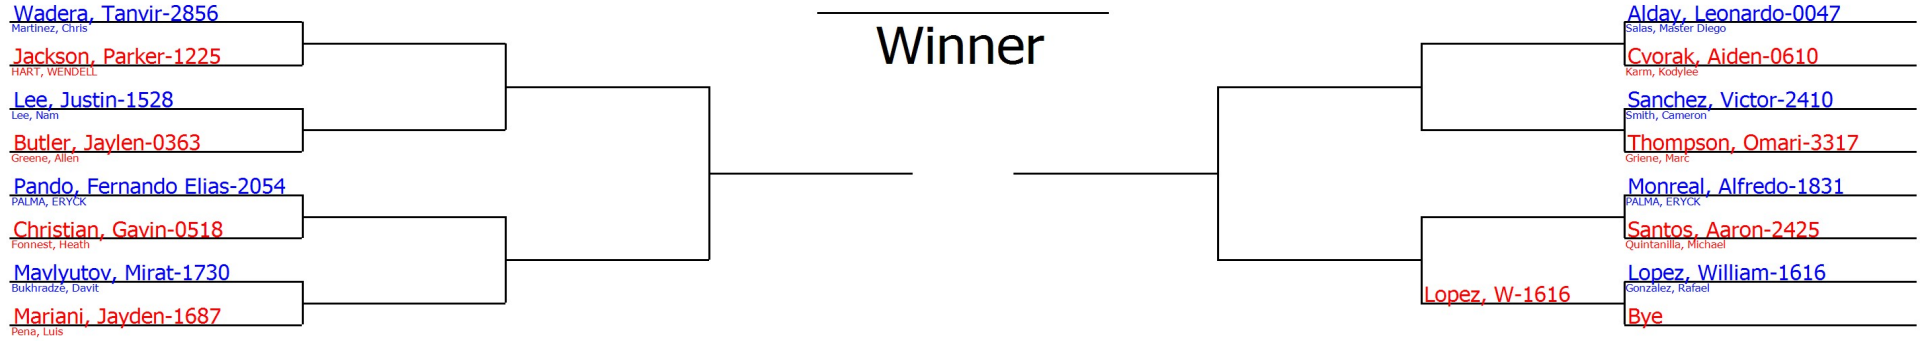 Wadera, Tanvir-2856
Martinez, Chris
Jackson, Parker-1225
HART, WENDELL
Lee, Justin-1528
Lee, Nam
Butler, Jaylen-0363
Greene, Allen
Pando, Fernando Elias-2054
PALMA, ERYCK
Christian, Gavin-0518
Fonnest, Heath
Mavlyutov, Mirat-1730
Bukhradze, Davit
Mariani, Jayden-1687
Pena, Luis
Winner
Alday, Leonardo-0047
Salas, Master Diego
Cvorak, Aiden-0610
Karm, Kodylee
Sanchez, Victor-2410
Smith, Cameron
Thompson, Omari-3317
Griene, Marc
Monreal, Alfredo-1831
PALMA, ERYCK
Santos, Aaron-2425
Quintanilla, Michael
Lopez, William-1616
Gonzalez, Rafael
Lopez, W-1616
Bye